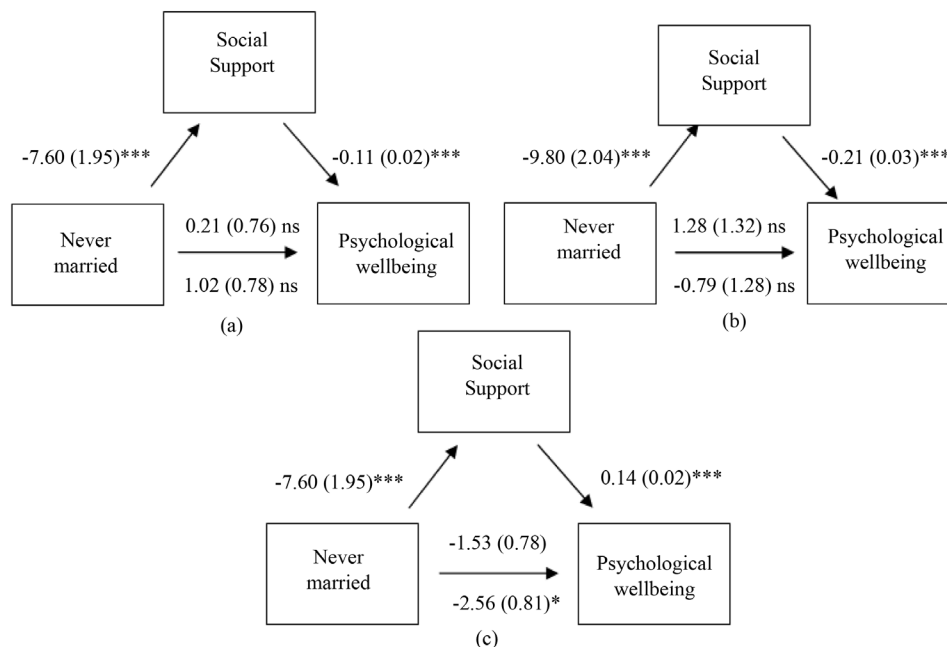 Social
Support
-7.60 (1.95)***
-0.11 (0.02)***
Never
married
0.21 (0.76) ns
1.02 (0.78) ns
Psychological
wellbeing
(a)
Social
Support
-9.80 (2.04)***
-0.21 (0.03)***
Never
married
1.28 (1.32) ns
-0.79 (1.28) ns
Psychological
wellbeing
(b)
Social
Support
-7.60 (1.95)***
0.14 (0.02)***
Never
married
-1.53 (0.78)
-2.56 (0.81)*
Psychological
wellbeing
(c)